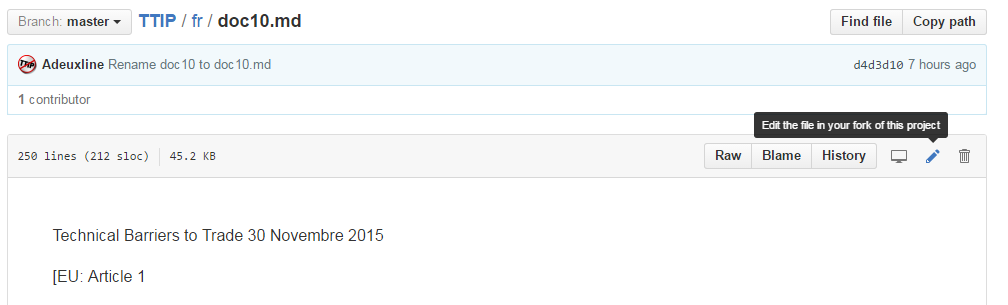 Branch: master TTIP / fr / doc10.md Find file Copy path
Adeuxline Rename doc10 to doc10.md d4d3d10 7 hours ago
1 contributor
Edit the file in your fork of this project
250 lines (212 sloc) 45.2 KB Raw Blame History
Technical Barriers to Trade 30 Novembre 2015
[EU: Article 1